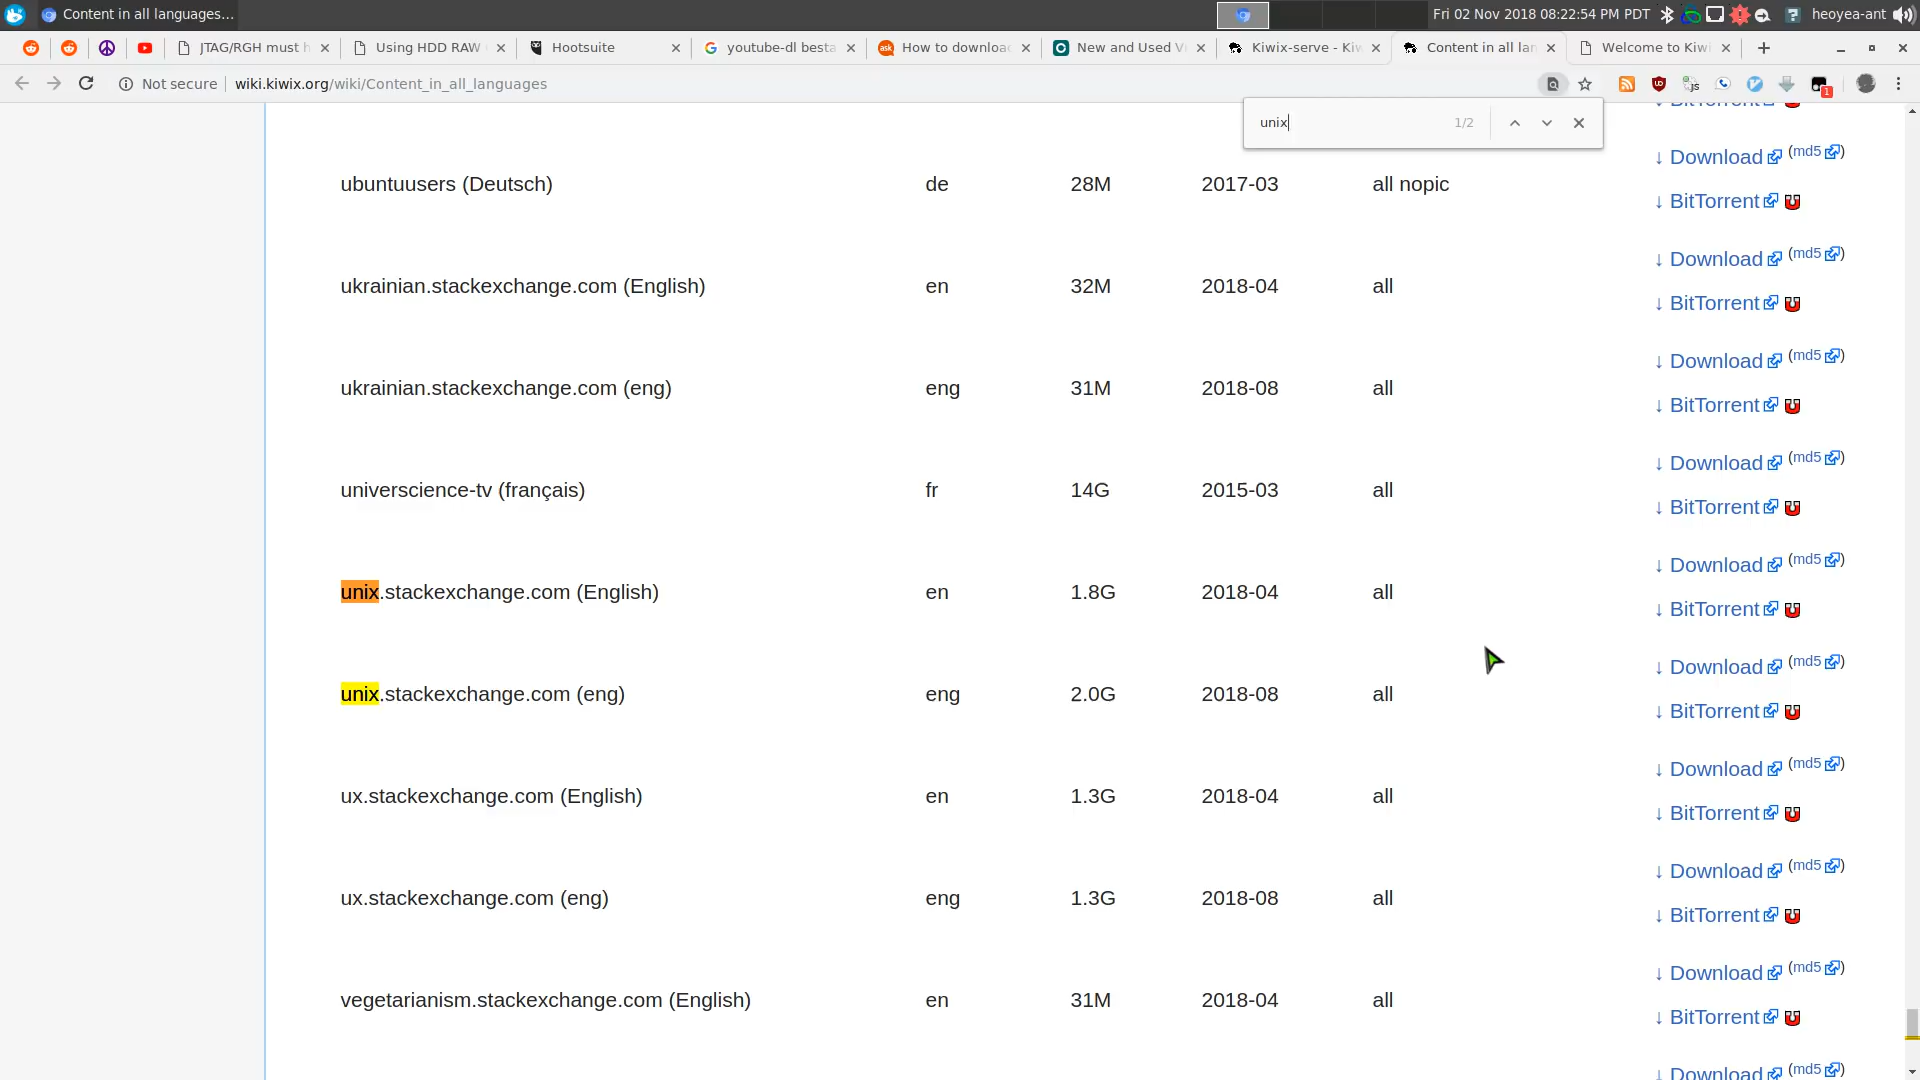 Content in all languages...
Fri 02 Nov 2018 08:22:54 PM PDT
heoyea-ant
JTAG/RGH must h
Using HDD RAW
Hootsuite
youtube-dl besta
How to downloa
New and Used V
Kiwix-serve - Kiw
Content in all lan
Welcome to Kiwi
Not secure
wiki.kiwix.org/wiki/Content_in_all_languages
1
unix
1/2
↓ BitTorrent
ubuntuusers (Deutsch) de 28M 2017-03 all nopic ↓ Download (md5)
↓ BitTorrent
ukrainian.stackexchange.com (English) en 32M 2018-04 all ↓ Download (md5)
↓ BitTorrent
ukrainian.stackexchange.com (eng) eng 31M 2018-08 all ↓ Download (md5)
↓ BitTorrent
universcience-tv (français) fr 14G 2015-03 all ↓ Download (md5)
↓ BitTorrent
unix.stackexchange.com (English) en 1.8G 2018-04 all ↓ Download (md5)
↓ BitTorrent
unix.stackexchange.com (eng) eng 2.0G 2018-08 all ↓ Download (md5)
↓ BitTorrent
ux.stackexchange.com (English) en 1.3G 2018-04 all ↓ Download (md5)
↓ BitTorrent
ux.stackexchange.com (eng) eng 1.3G 2018-08 all ↓ Download (md5)
↓ BitTorrent
vegetarianism.stackexchange.com (English) en 31M 2018-04 all ↓ Download (md5)
↓ BitTorrent
↓ Download (md5)